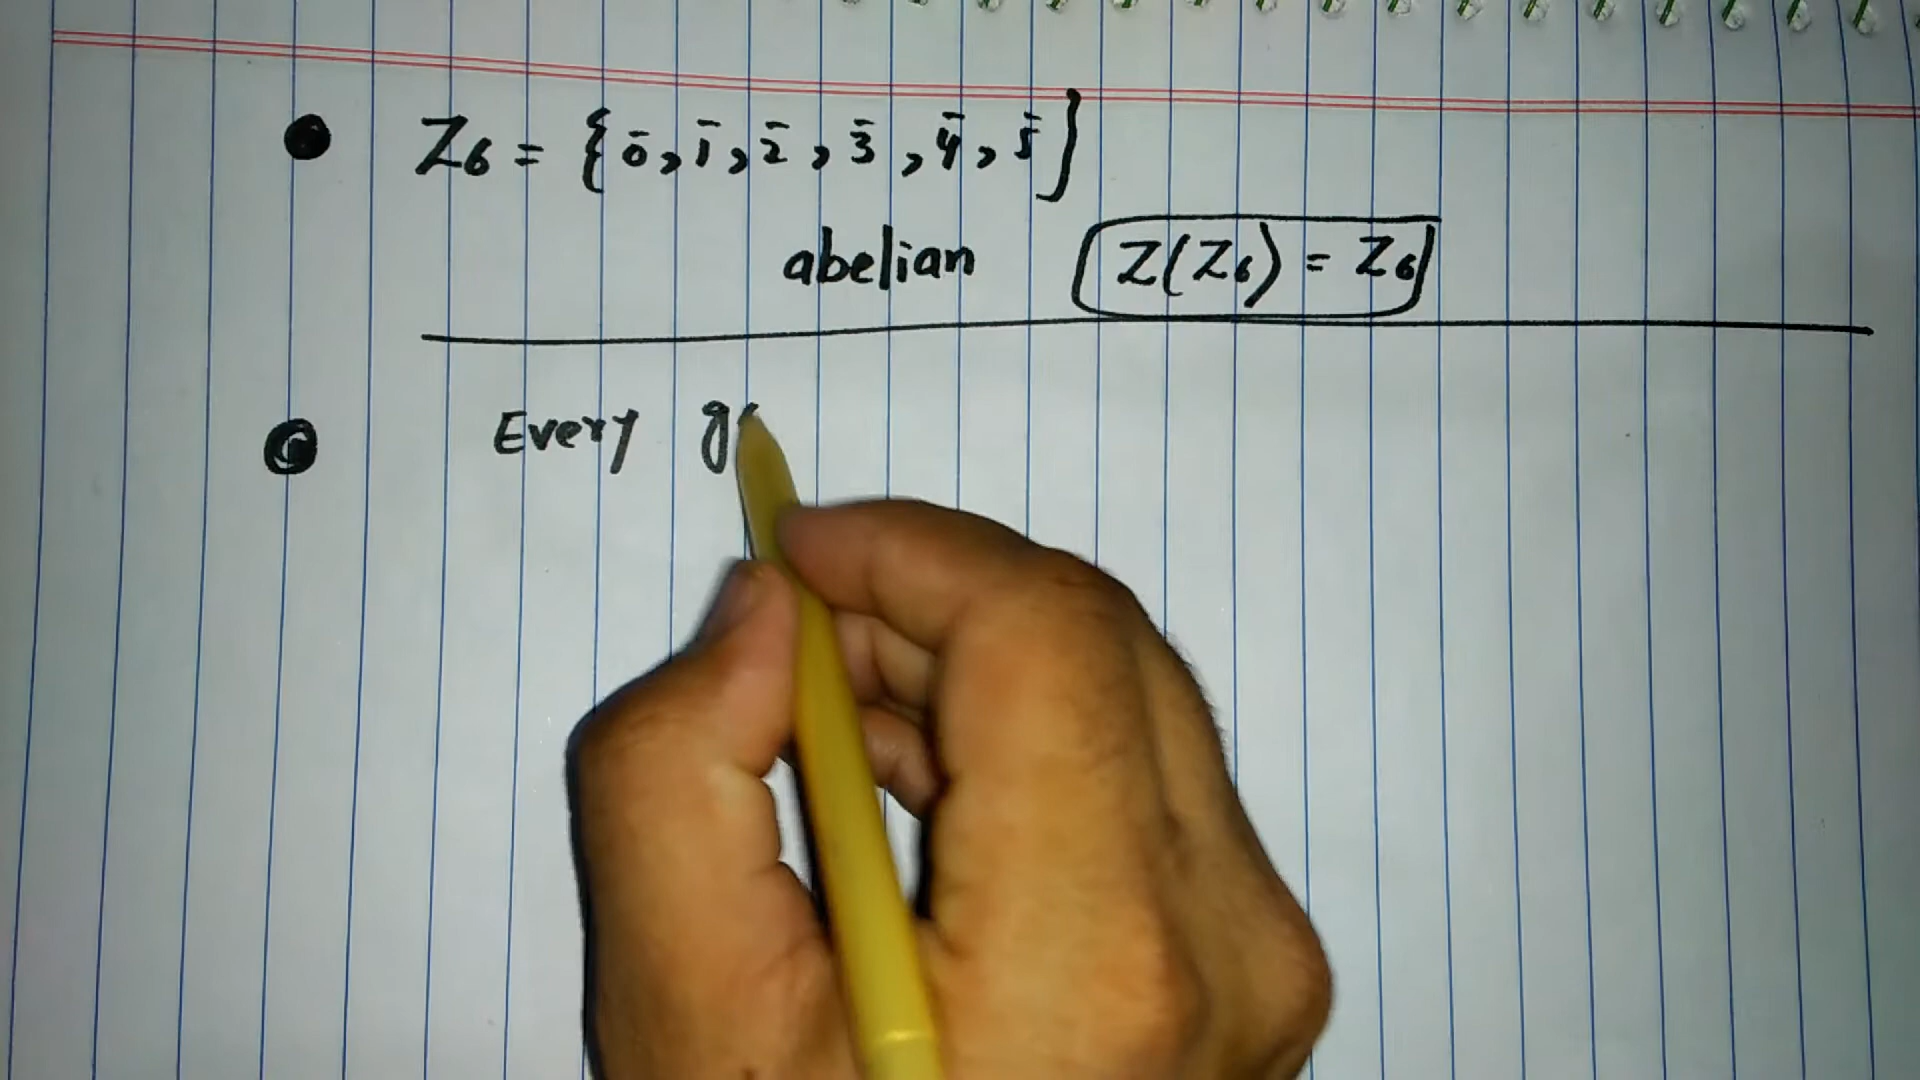 Z6 = {0̄, 1̄, 2̄, 3̄, 4̄, 5̄}
abelian Z(Z6) = Z6
Every